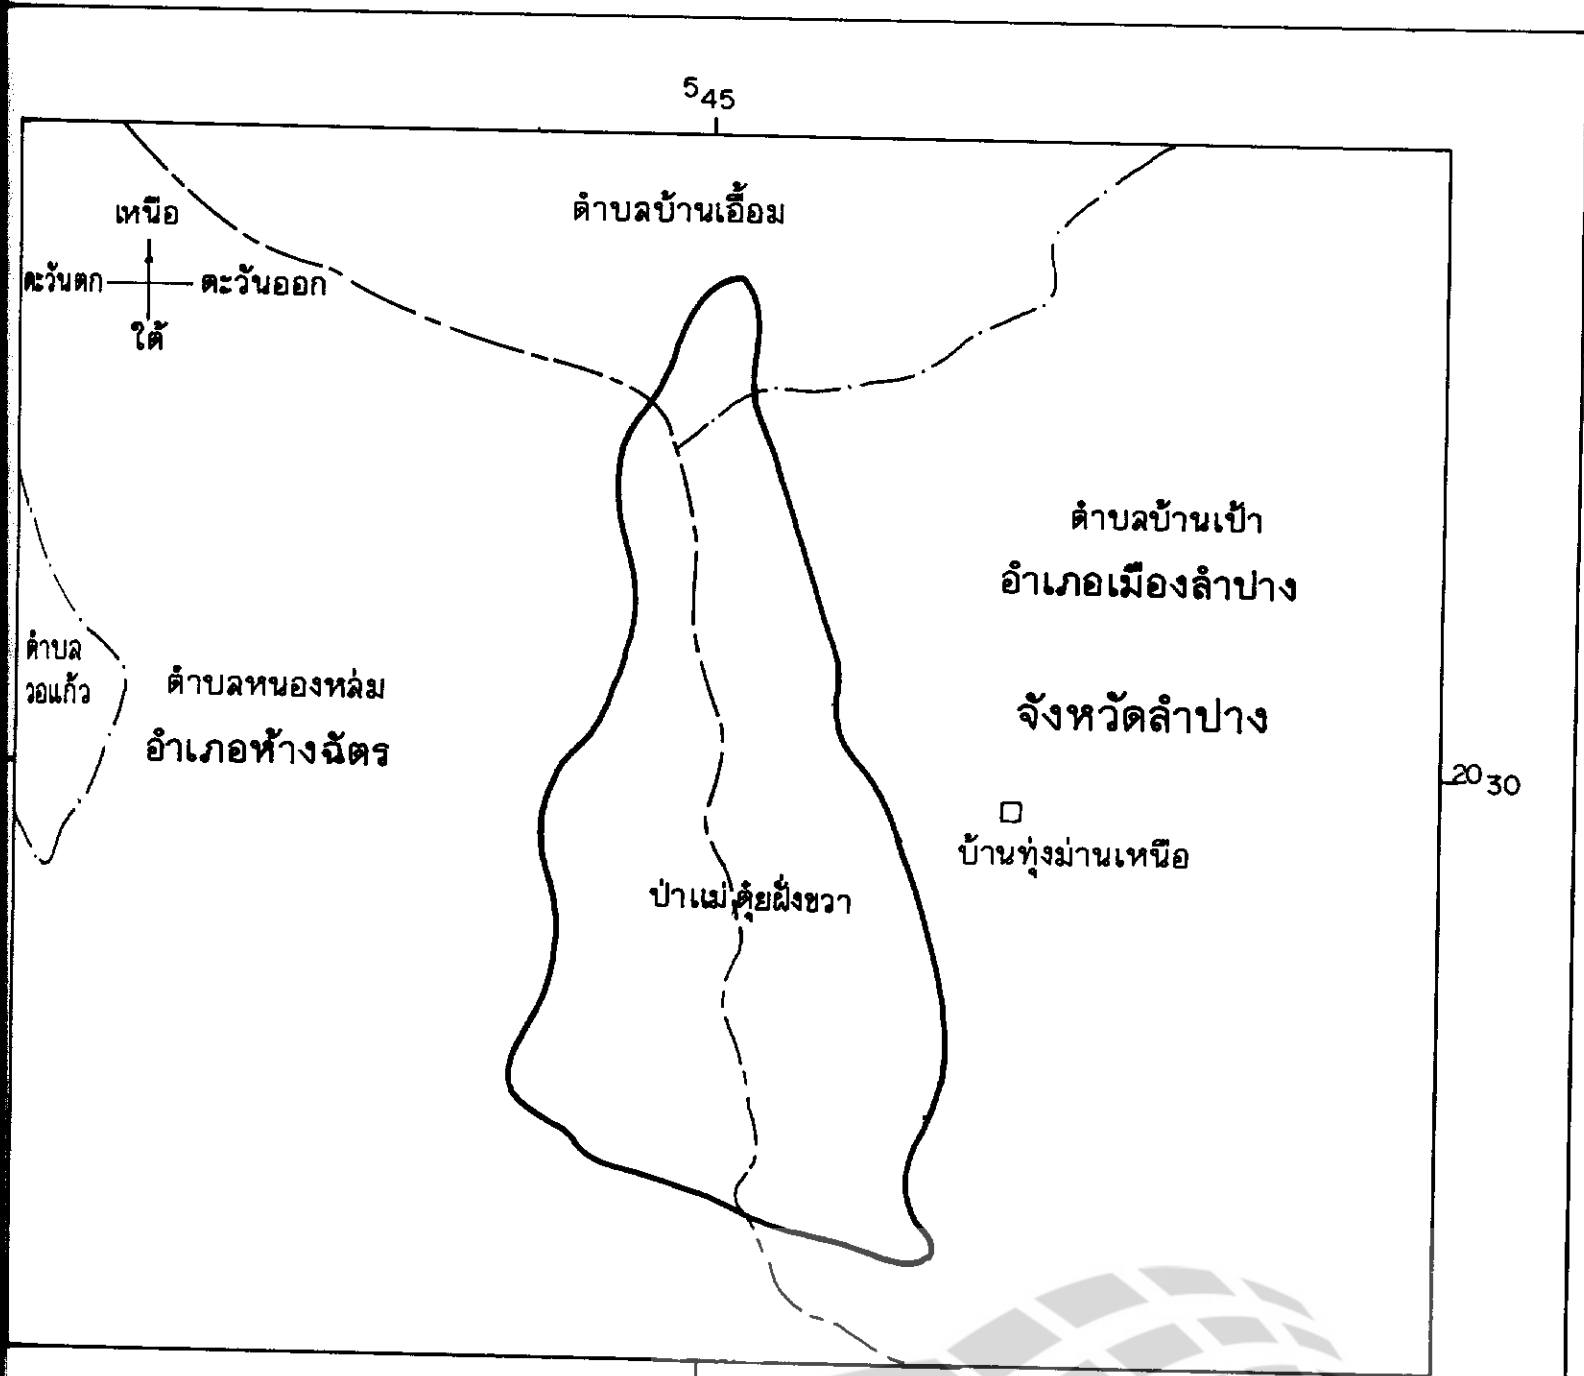 545
ตำบลบ้านเอื้อม
เหนือ
ตะวันตก ตะวันออก
ใต้
ตำบลบ้านเป้า
อำเภอเมืองลำปาง
ตำบล
วอแก้ว
ตำบลหนองหล่ม
อำเภอห้างฉัตร
จังหวัดลำปาง
2030
บ้านทุ่งม่านเหนือ
ป่าแม่ตุ๋ยฝั่งขวา